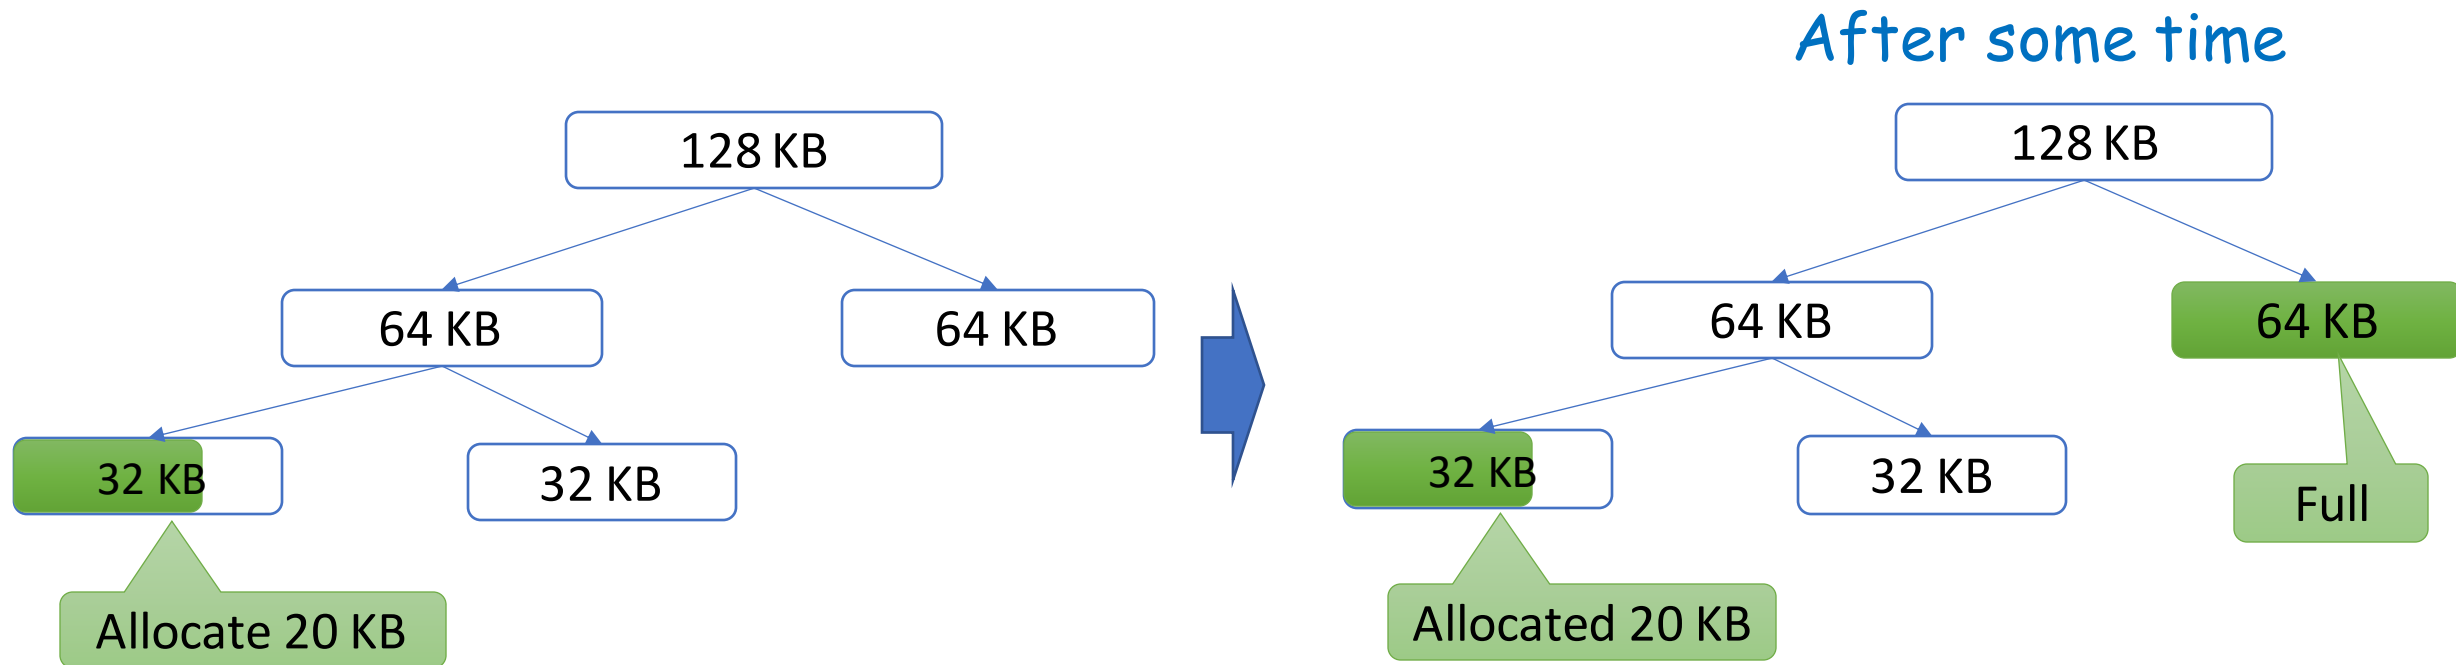 After some time
128 KB
64 KB
64 KB
32 KB
32 KB
Allocate 20 KB
128 KB
64 KB
64 KB
32 KB
32 KB
Full
Allocated 20 KB